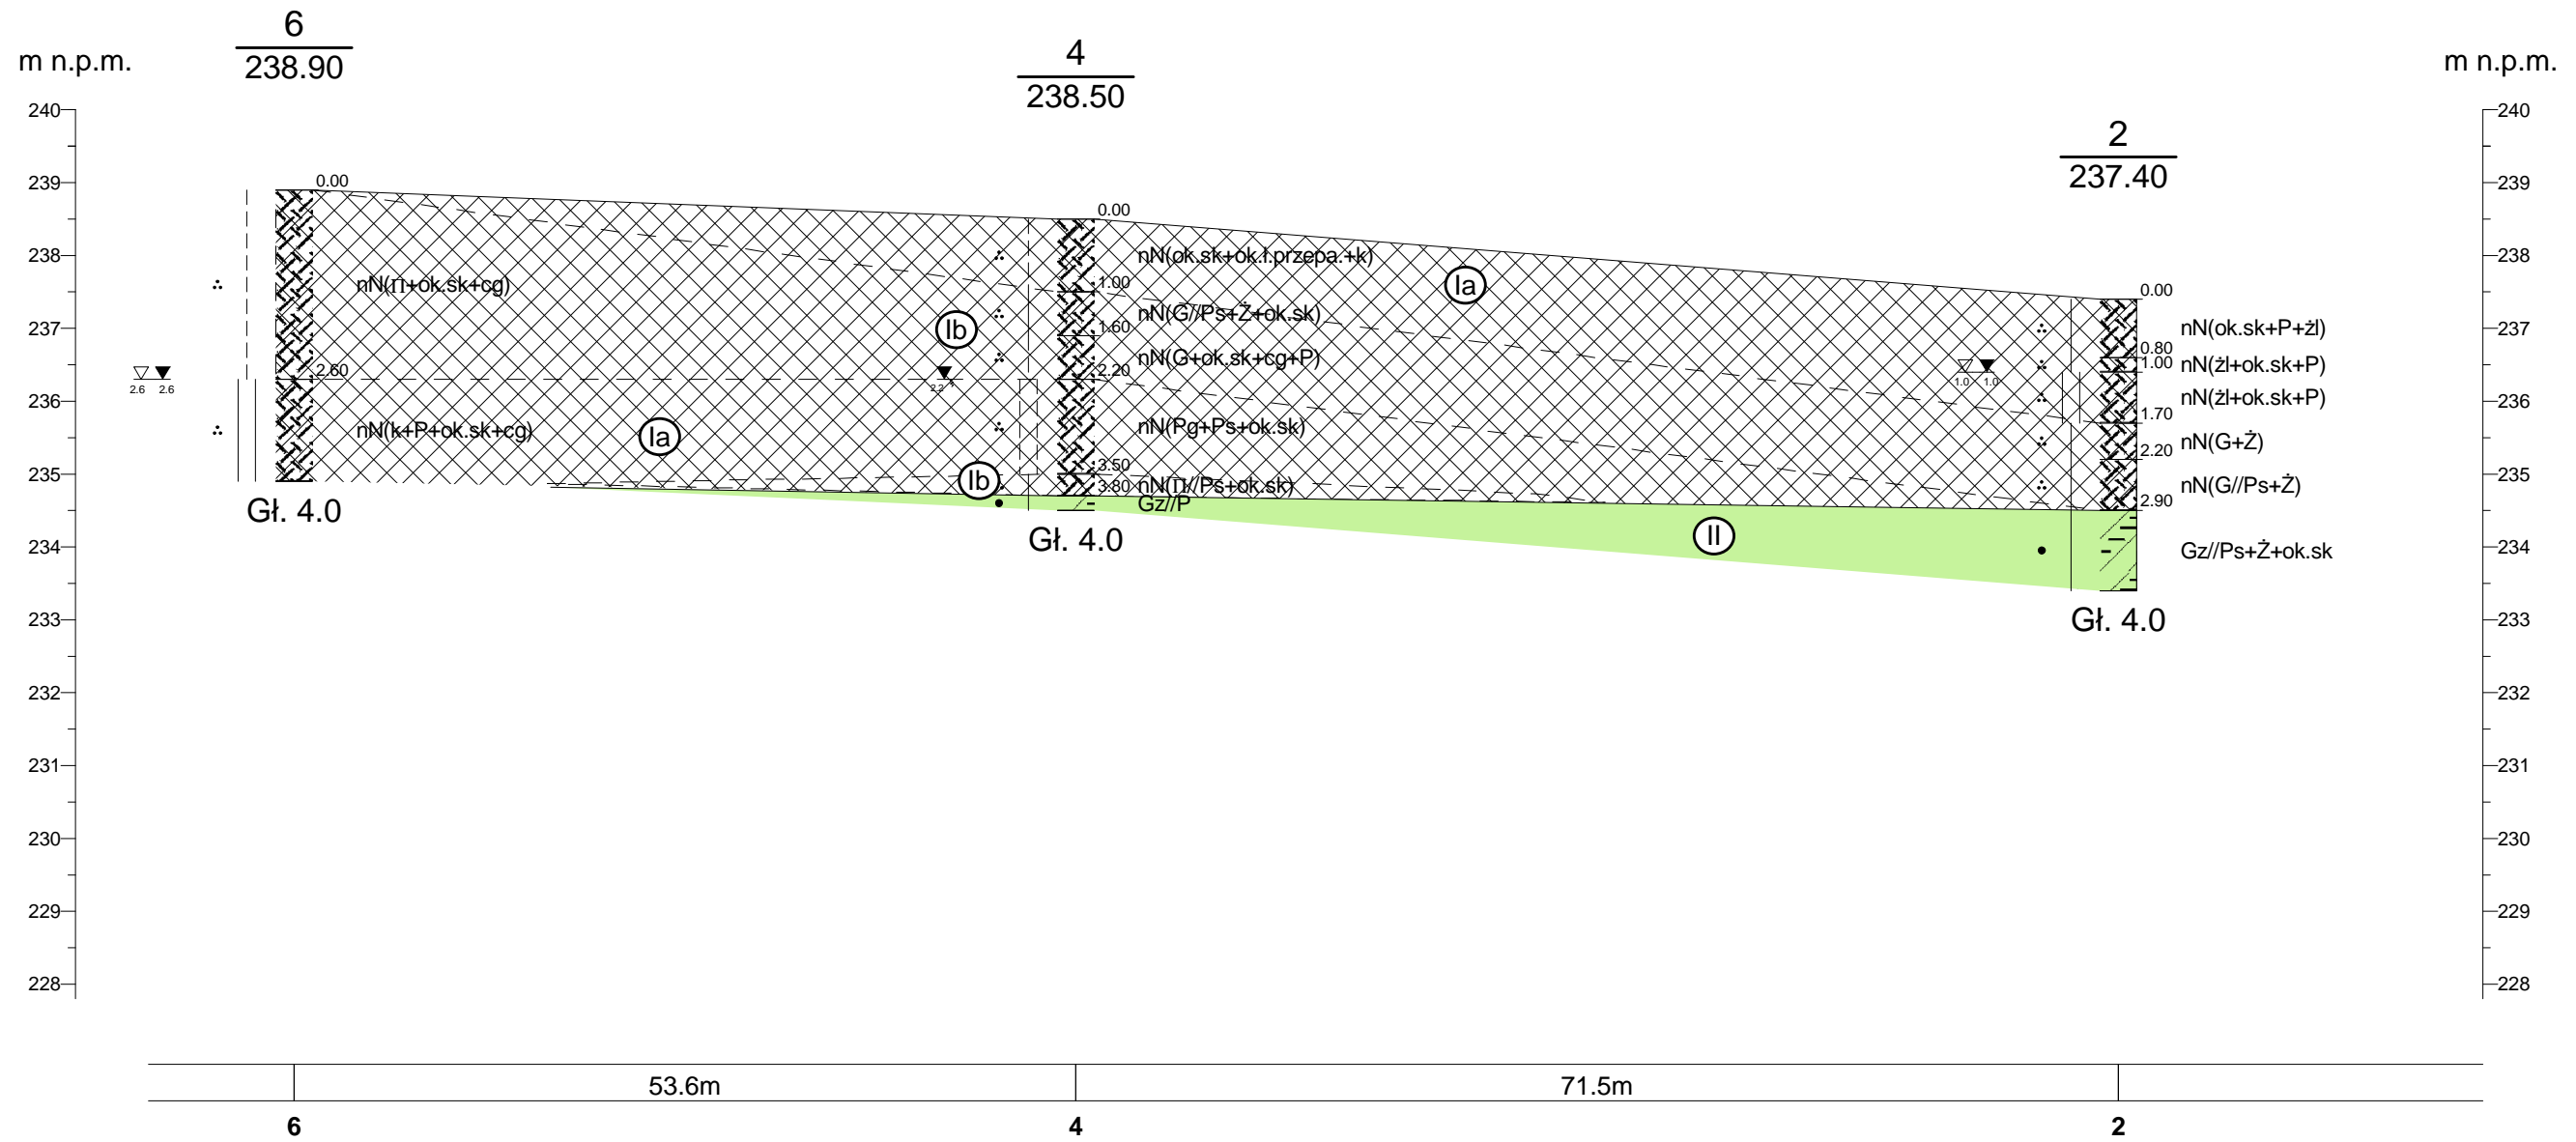 6
238.90
4
238.50
2
237.40
m n.p.m.
m n.p.m.
240
239
238
237
236
235
234
233
232
231
230
229
228
0.00
2.60
nN(Π+ok.sk+cg)
nN(k+P+ok.sk+cg)
2.6 2.6
Gł. 4.0
Ia
Ib
Ib
2.2
0.00
1.00
1.60
2.20
3.50
3.80
nN(ok.sk+ok.ł.przepa.+k)
nN(G//Ps+Ż+ok.sk)
nN(G+ok.sk+cg+P)
nN(Pg+Ps+ok.sk)
nN(Π//Ps+ok.sk)
Gz//P
Gł. 4.0
Ia
II
1.0 1.0
0.00
0.80
1.00
1.70
2.20
2.90
nN(ok.sk+P+żl)
nN(żl+ok.sk+P)
nN(żl+ok.sk+P)
nN(G+Ż)
nN(G//Ps+Ż)
Gz//Ps+Ż+ok.sk
Gł. 4.0
240
239
238
237
236
235
234
233
232
231
230
229
228
53.6m
71.5m
6
4
2